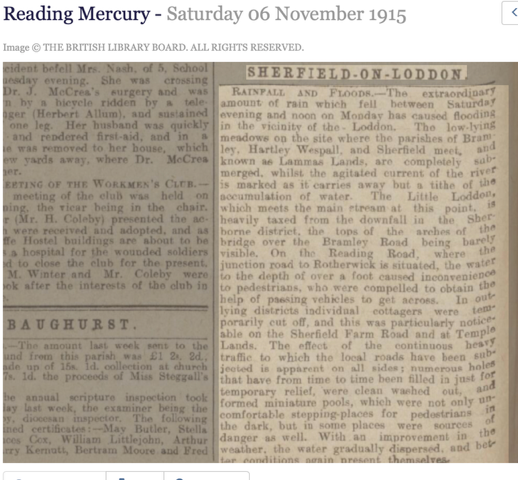 Reading Mercury - Saturday 06 November 1915
Image © THE BRITISH LIBRARY BOARD. ALL RIGHTS RESERVED.
cident befell Mrs. Nash, of 5, School
uesday evening. She was crossing
Dr. J. McCrea's surgery and was
n by a bicycle ridden by a tele-
ger (Herbert Allum), and sustained
one leg. Her husband was quickly
and rendered first-aid, and in a
e was removed to her house, which
ew yards away, where Dr. McCrea
her.
EETING OF THE WORKMEN'S CLUB.—
meeting of the club was held on
ng, the vicar being in the chair.
r (Mr. H. Coleby) presented the ac-
were received and adopted, and as
ffe Hostel buildings are about to be
s a hospital for the wounded soldiers
d to close the club for the present.
M. Winter and Mr. Coleby were
k after the interests of the club in
BAUGHURST.
.—The amount last week sent to the
und from this parish was £1 2s. 2d.,
ade up of 15s. 1d. collection at church
7s. 1d. the proceeds of Miss Steggall's
he annual scripture inspection took
ay last week, the examiner being the
y, diocesan inspector. The following
ned certificates:—May Butler, Stella
ces Cox, William Littlejohn, Arthur
rry Kernutt, Bertram Moore and Fred
SHERFIELD-ON-LODDON.
RAINFALL AND FLOODS.—The extraordinary
amount of rain which fell between Saturday
evening and noon on Monday has caused flooding
in the vicinity of the Loddon. The low-lying
meadows on the site where the parishes of Bram-
ley, Hartley Wespall, and Sherfield meet, and
known as Lammas Lands, are completely sub-
merged, whilst the agitated current of the river
is marked as it carries away but a tithe of the
accumulation of water. The Little Loddon,
which meets the main stream at this point, is
heavily taxed from the downfall in the Sher-
borne district, the tops of the arches of the
bridge over the Bramley Road being barely
visible. On the Reading Road, where the
junction road to Rotherwick is situated, the water
to the depth of over a foot caused inconvenience
to pedestrians, who were compelled to obtain the
help of passing vehicles to get across. In out-
lying districts individual cottagers were tem-
porarily cut off, and this was particularly notice-
able on the Sherfield Farm Road and at Temple
Lands. The effect of the continuous heavy
traffic to which the local roads have been sub-
jected is apparent on all sides; numerous holes
that have from time to time been filled in just for
temporary relief, were clean washed out, and
formed miniature pools, which were not only un-
comfortable stepping-places for pedestrians in
the dark, but in some places were sources of
danger as well. With an improvement in the
weather, the water gradually dispersed, and bet-
ter conditions again present themselves.